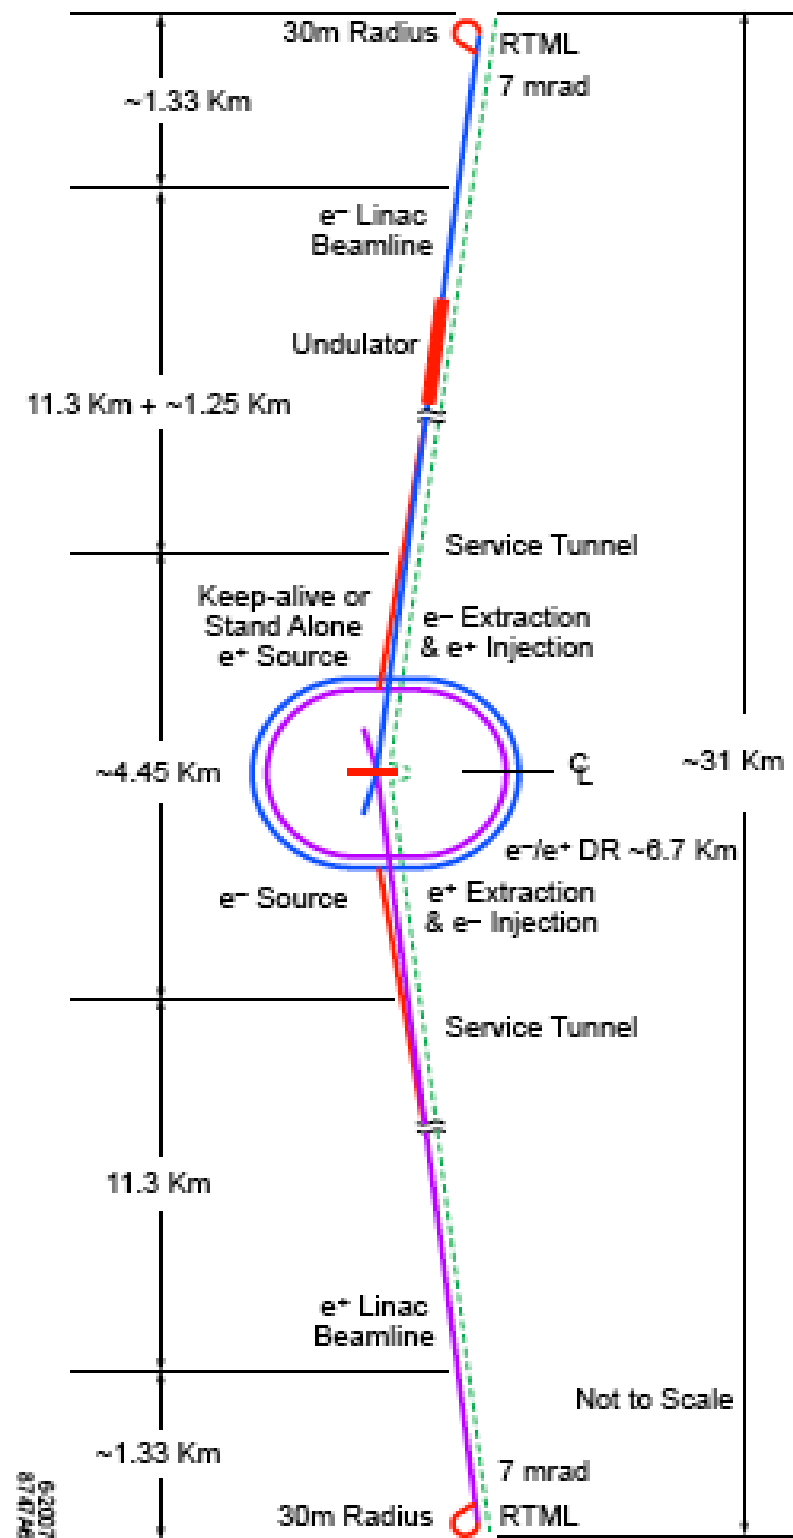 30m Radius
RTML
7 mrad
~1.33 Km
e– Linac
Beamline
Undulator
11.3 Km + ~1.25 Km
Service Tunnel
Keep-alive or
Stand Alone
e+ Source
e– Extraction
& e+ Injection
~4.45 Km
℄
~31 Km
e–/e+ DR ~6.7 Km
e– Source
e+ Extraction
& e– Injection
Service Tunnel
11.3 Km
e+ Linac
Beamline
Not to Scale
~1.33 Km
7 mrad
30m Radius
RTML
6-2007
8747A6